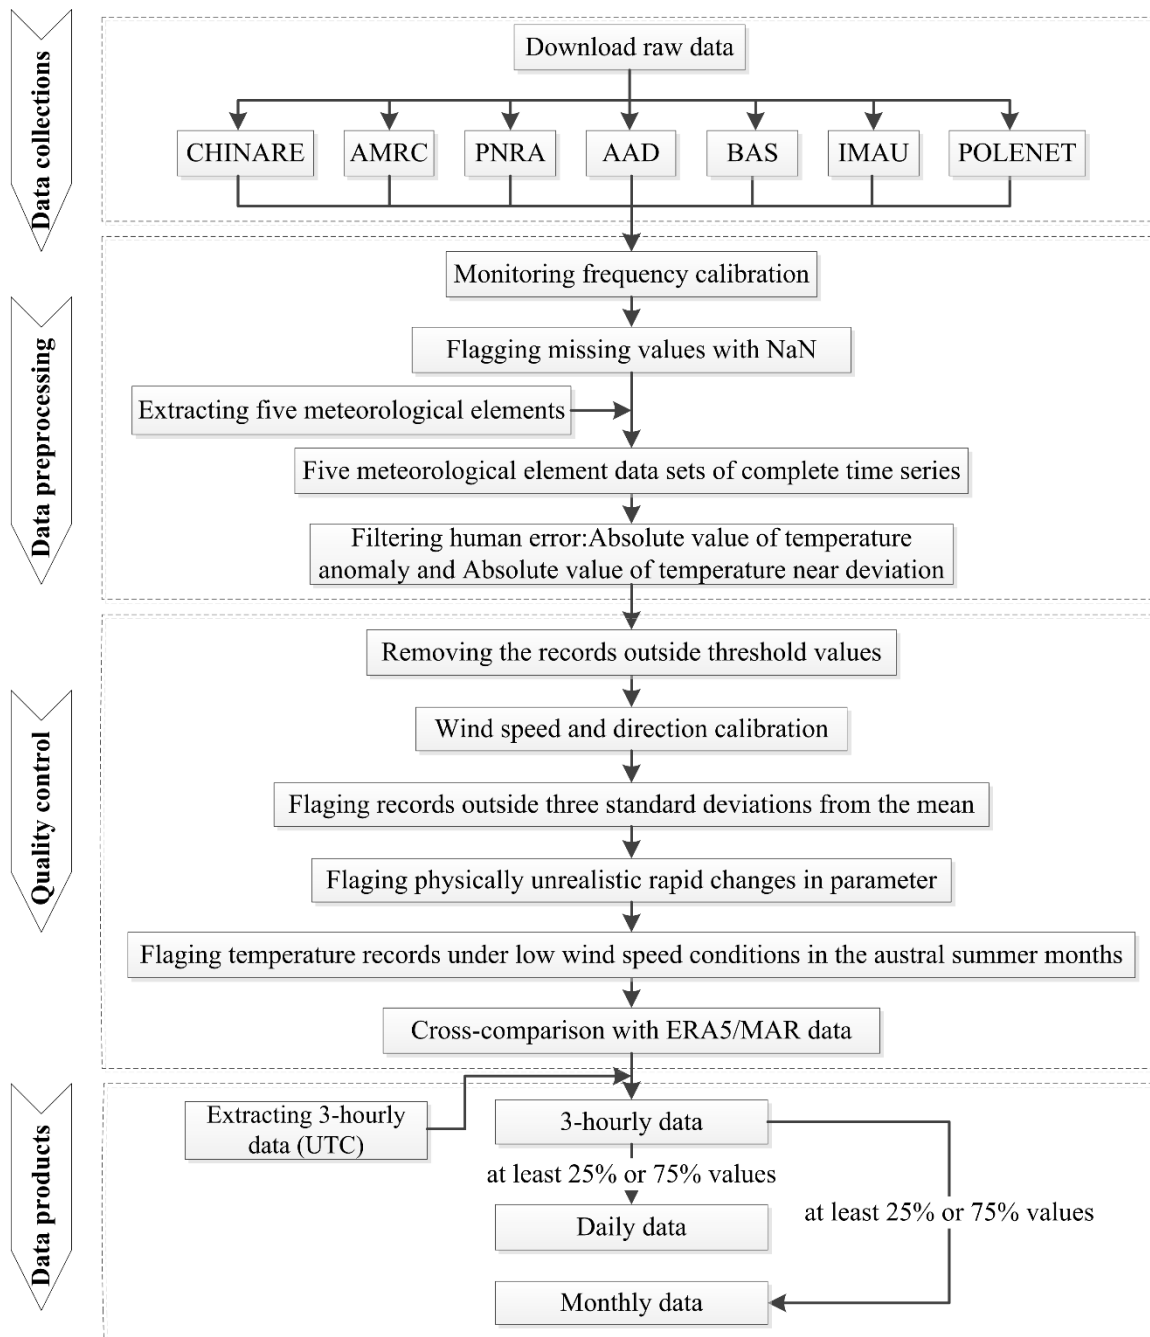 Data collections
Download raw data
CHINARE
AMRC
PNRA
AAD
BAS
IMAU
POLENET
Data preprocessing
Monitoring frequency calibration
Flagging missing values with NaN
Extracting five meteorological elements
Five meteorological element data sets of complete time series
Filtering human error:Absolute value of temperature
anomaly and Absolute value of temperature near deviation
Quality control
Removing the records outside threshold values
Wind speed and direction calibration
Flaging records outside three standard deviations from the mean
Flaging physically unrealistic rapid changes in parameter
Flaging temperature records under low wind speed conditions in the austral summer months
Cross-comparison with ERA5/MAR data
Data products
Extracting 3-hourly
data (UTC)
3-hourly data
at least 25% or 75% values
at least 25% or 75% values
Daily data
Monthly data